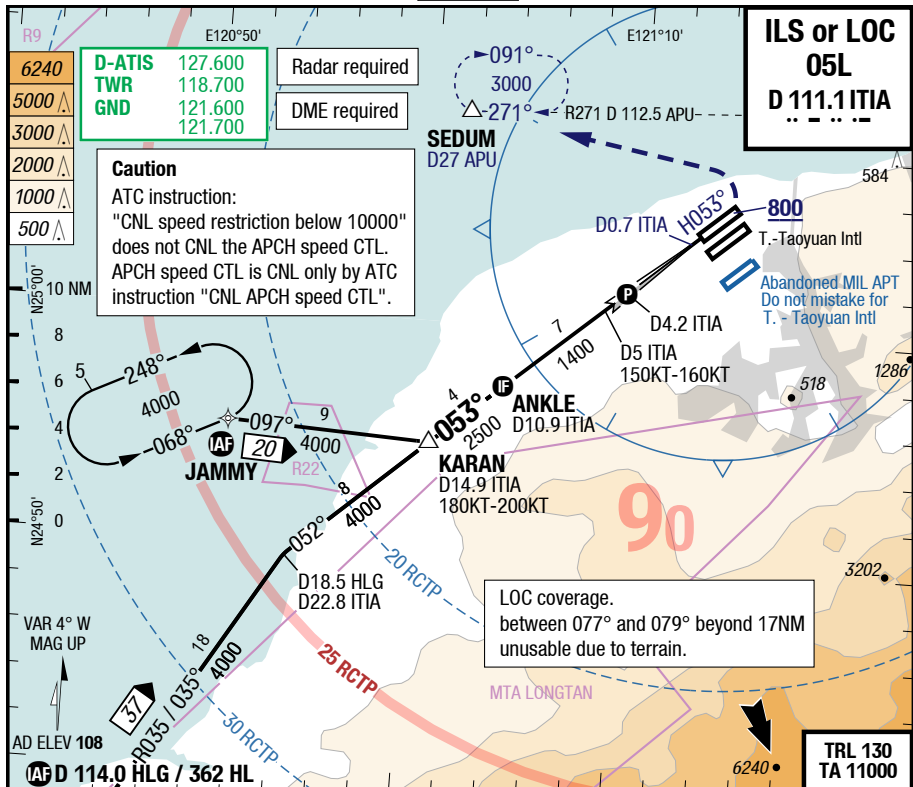 R9
E120°50'
E121°10'
ILS or LOC
05L
D 111.1 ITIA
6240
5000
3000
2000
1000
500
D-ATIS 127.600
TWR 118.700
GND 121.600
121.700
Radar required
DME required
091°
3000
271°
R271 D 112.5 APU
SEDUM
D27 APU
Caution
ATC instruction:
"CNL speed restriction below 10000"
does not CNL the APCH speed CTL.
APCH speed CTL is CNL only by ATC
instruction "CNL APCH speed CTL".
584
D0.7 ITIA
H053°
800
T.-Taoyuan Intl
Abandoned MIL APT
Do not mistake for
T. - Taoyuan Intl
N25°00'
10 NM
8
6
4
2
0
N24°50'
P
D4.2 ITIA
7
1400
D5 ITIA
150KT-160KT
1286
518
5
248°
4000
068°
IAF
JAMMY
097°
20
9
4000
R22
4
053°
2500
IF
ANKLE
D10.9 ITIA
KARAN
D14.9 ITIA
180KT-200KT
8
4000
052°
D18.5 HLG
D22.8 ITIA
20 RCTP
90
3202
LOC coverage.
between 077° and 079° beyond 17NM
unusable due to terrain.
VAR 4° W
MAG UP
18
4000
25 RCTP
MTA LONGTAN
37
R035 / 035°
30 RCTP
AD ELEV 108
IAF D 114.0 HLG / 362 HL
6240
TRL 130
TA 11000